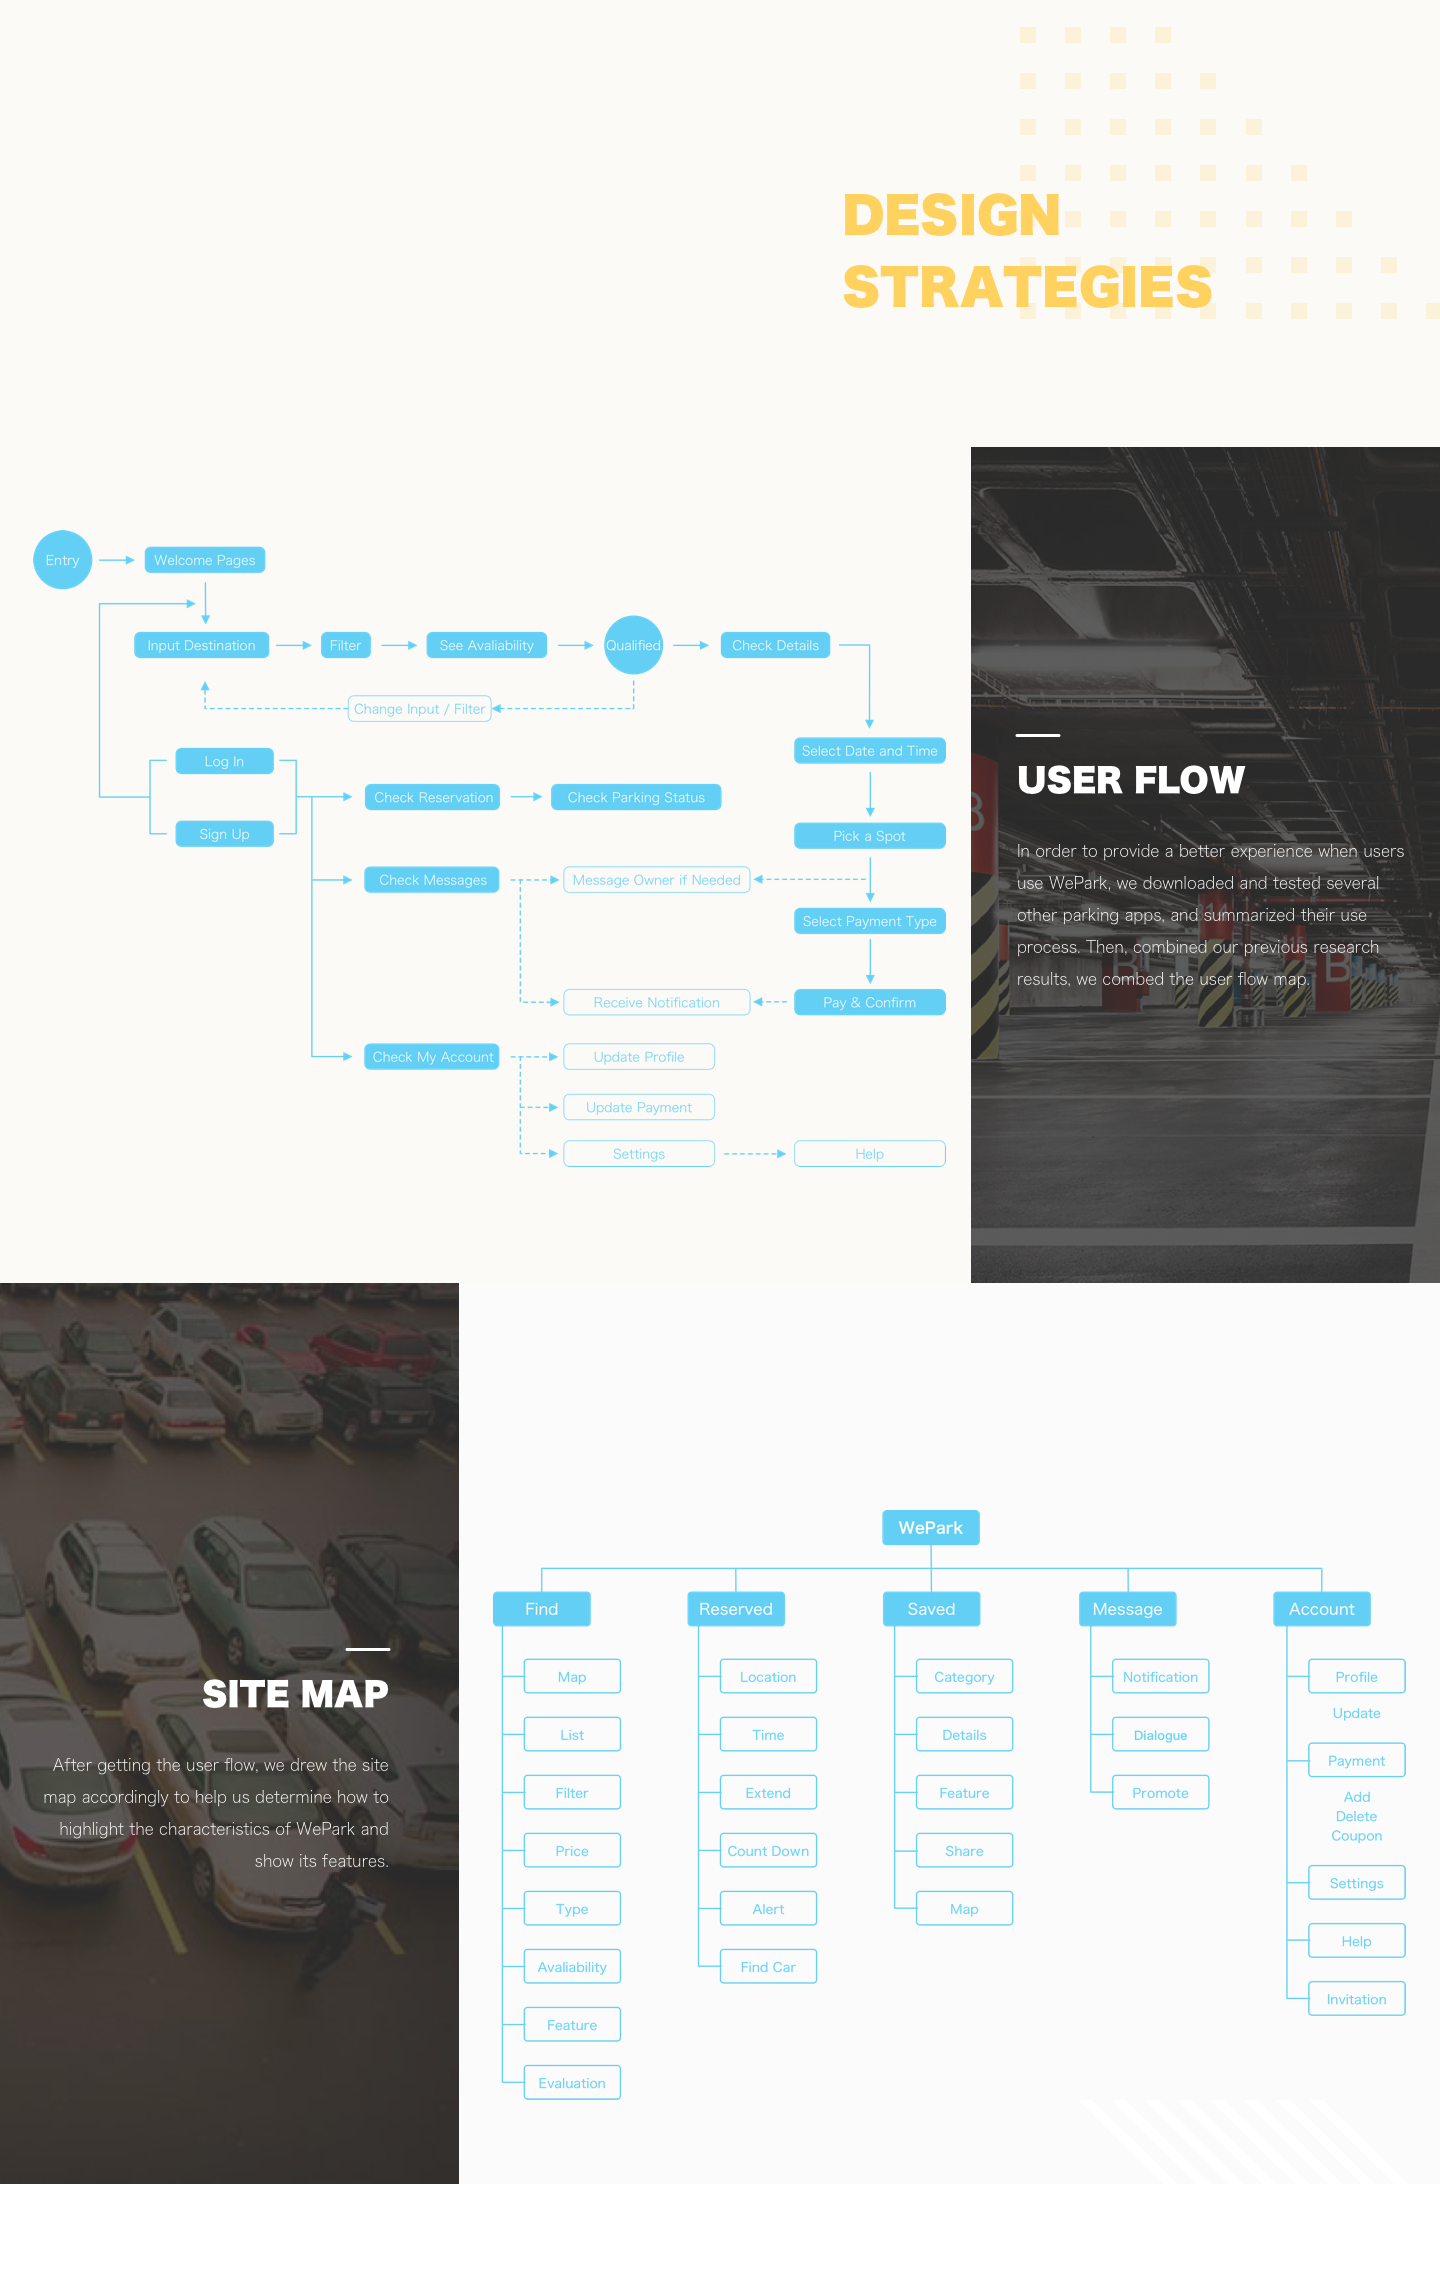 DESIGN
STRATEGIES
Entry
Welcome Pages
Input Destination
Filter
See Avaliability
Qualified
Check Details
Change Input / Filter
Select Date and Time
Log In
Check Reservation
Check Parking Status
Sign Up
Pick a Spot
Check Messages
Message Owner if Needed
Select Payment Type
Receive Notification
Pay & Confirm
Check My Account
Update Profile
Update Payment
Settings
Help
USER FLOW
In order to provide a better experience when users
use WePark, we downloaded and tested several
other parking apps, and summarized their use
process. Then, combined our previous research
results, we combed the user flow map.
B
B
B
SITE MAP
After getting the user flow, we drew the site
map accordingly to help us determine how to
highlight the characteristics of WePark and
show its features.
WePark
Find
Reserved
Saved
Message
Account
Map
List
Filter
Price
Type
Avaliability
Feature
Evaluation
Location
Time
Extend
Count Down
Alert
Find Car
Category
Details
Feature
Share
Map
Notification
Dialogue
Promote
Profile
Update
Payment
Add
Delete
Coupon
Settings
Help
Invitation